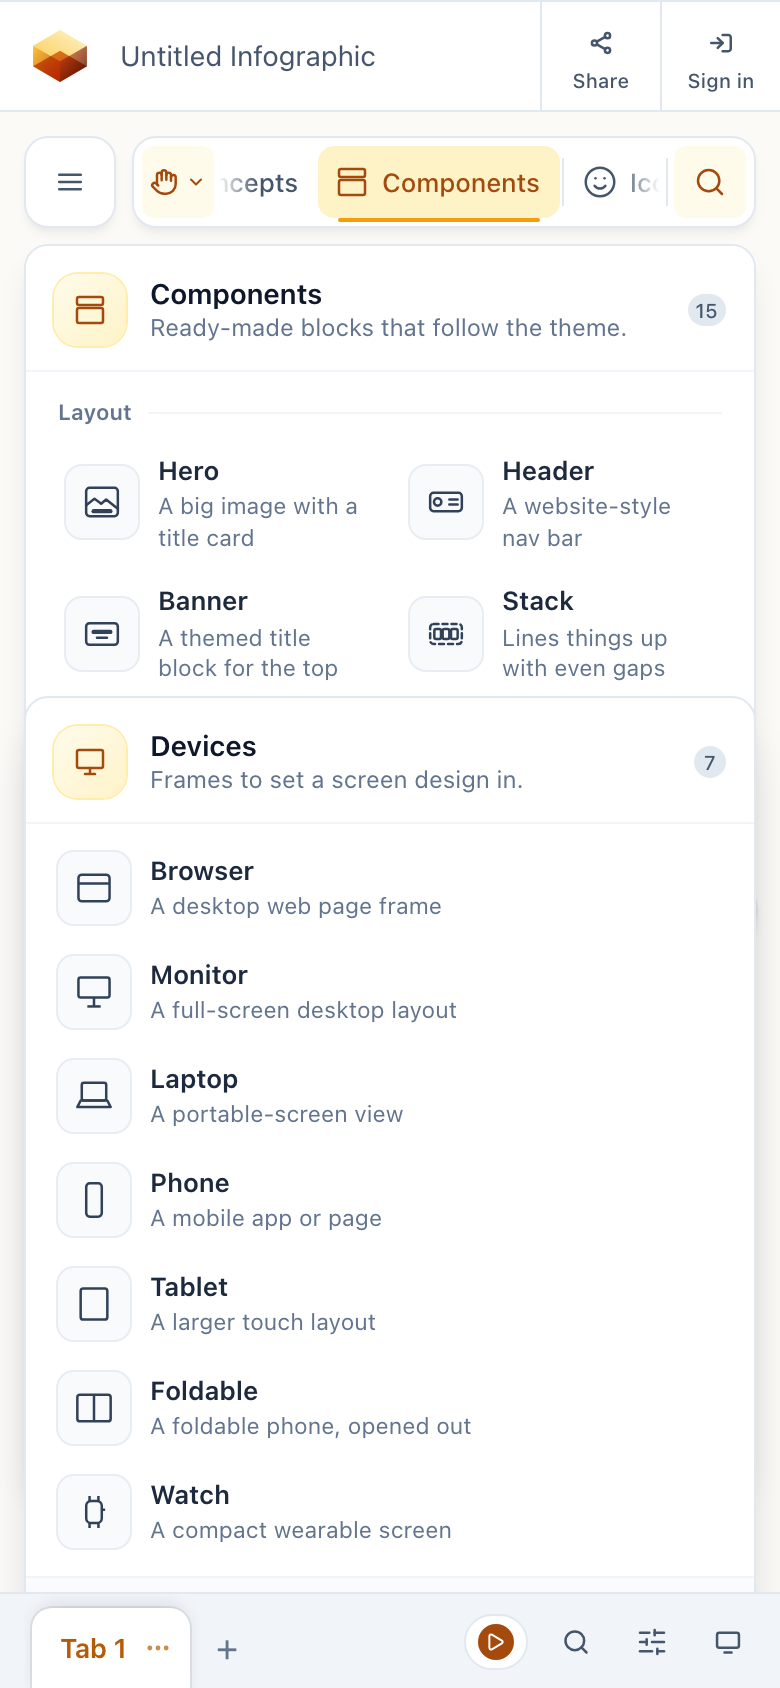 Untitled Infographic
Share
Sign in
Components
Components
Ready-made blocks that follow the theme.
15
Layout
Hero
A big image with a
title card
Header
A website-style
nav bar
Banner
A themed title
block for the top
Stack
Lines things up
with even gaps
Devices
Frames to set a screen design in.
7
Browser
A desktop web page frame
Monitor
A full-screen desktop layout
Laptop
A portable-screen view
Phone
A mobile app or page
Tablet
A larger touch layout
Foldable
A foldable phone, opened out
Watch
A compact wearable screen
Tab 1